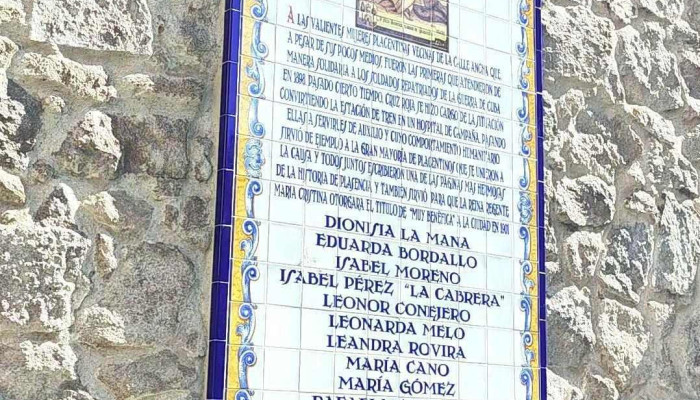 A LAS VALIENTES MUJERES PLACENTINAS VECINAS DE LA CALLE ANCHA QUE
A PESAR DE SUS POCOS MEDIOS FUERON LAS PRIMERAS QUE ATENDIERON DE
MANERA SOLIDARIA A LOS SOLDADOS REPATRIADOS DE LA GUERRA DE CUBA
EN 1898. PASADO CIERTO TIEMPO, CRUZ ROJA SE HIZO CARGO DE LA SITUACIÓN
CONVIRTIENDO LA ESTACIÓN DE TREN EN UN HOSPITAL DE CAMPAÑA, PASANDO
ELLAS A SERVIRLES DE AUXILIO Y CUYO COMPORTAMIENTO HUMANITARIO
SIRVIÓ DE EJEMPLO A LA GRAN MAYORÍA DE PLACENTINOS QUE SE UNIERON A
LA CAUSA Y TODOS JUNTOS ESCRIBIERON UNA DE LAS PÁGINAS MAS HERMOSAS
DE LA HISTORIA DE PLASENCIA, Y TAMBIÉN SIRVIÓ PARA QUE LA REINA REGENTE
MARIA CRISTINA OTORGARA EL TITULO DE "MUY BENÉFICA" A LA CIUDAD EN 1901
DIONISIA LA MANA
EDUARDA BORDALLO
ISABEL MORENO
ISABEL PÉREZ "LA CABRERA"
LEONOR CONEJERO
LEONARDA MELO
LEANDRA ROVIRA
MARÍA CANO
MARÍA GÓMEZ